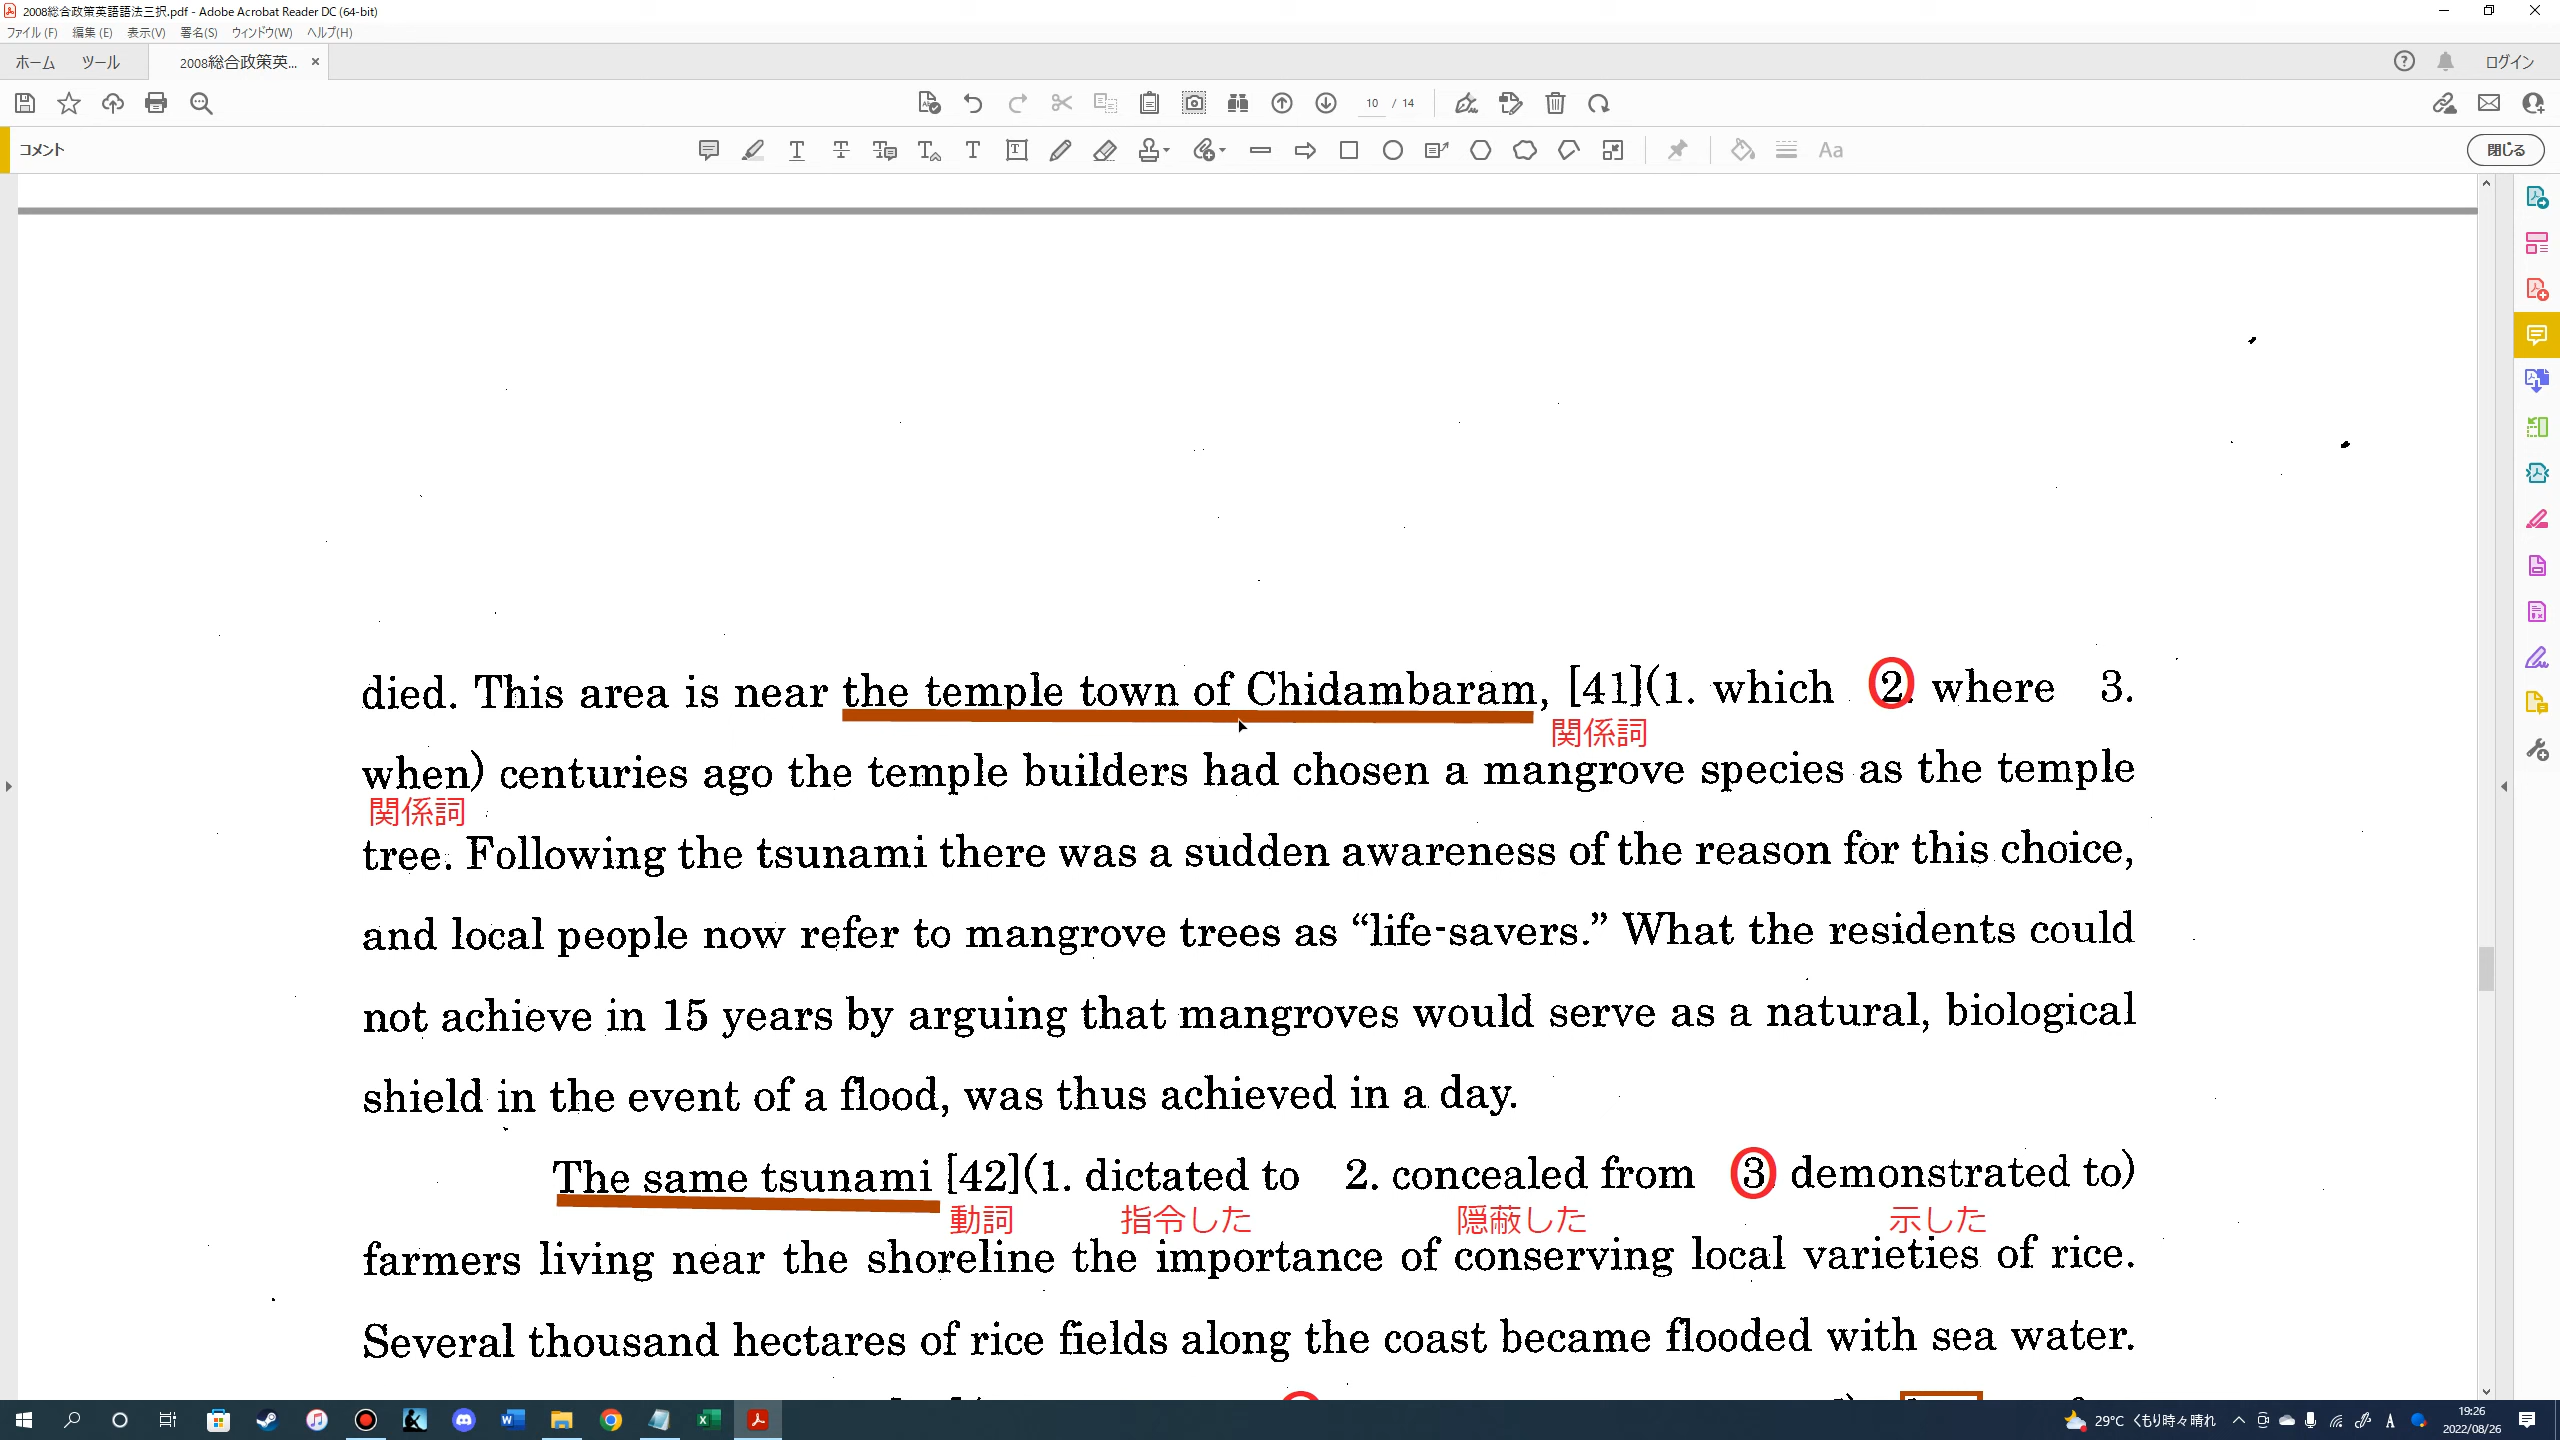 2008総合政策英語語法三択.pdf - Adobe Acrobat Reader DC (64-bit)
ファイル(F) 編集(E) 表示(V) 署名(S) ウィンドウ(W) ヘルプ(H)
ホーム ツール 2008総合政策英... × ログイン
10 / 14
コメント Aa 閉じる
died. This area is near the temple town of Chidambaram, [41](1. which 2. where 3.
関係詞
when) centuries ago the temple builders had chosen a mangrove species as the temple
関係詞
tree. Following the tsunami there was a sudden awareness of the reason for this choice,
and local people now refer to mangrove trees as “life-savers.” What the residents could
not achieve in 15 years by arguing that mangroves would serve as a natural, biological
shield in the event of a flood, was thus achieved in a day.
The same tsunami [42](1. dictated to 2. concealed from 3 demonstrated to)
動詞 指令した 隠蔽した 示した
farmers living near the shoreline the importance of conserving local varieties of rice.
Several thousand hectares of rice fields along the coast became flooded with sea water.
29°C くもり時々晴れ A 19:26
2022/08/26